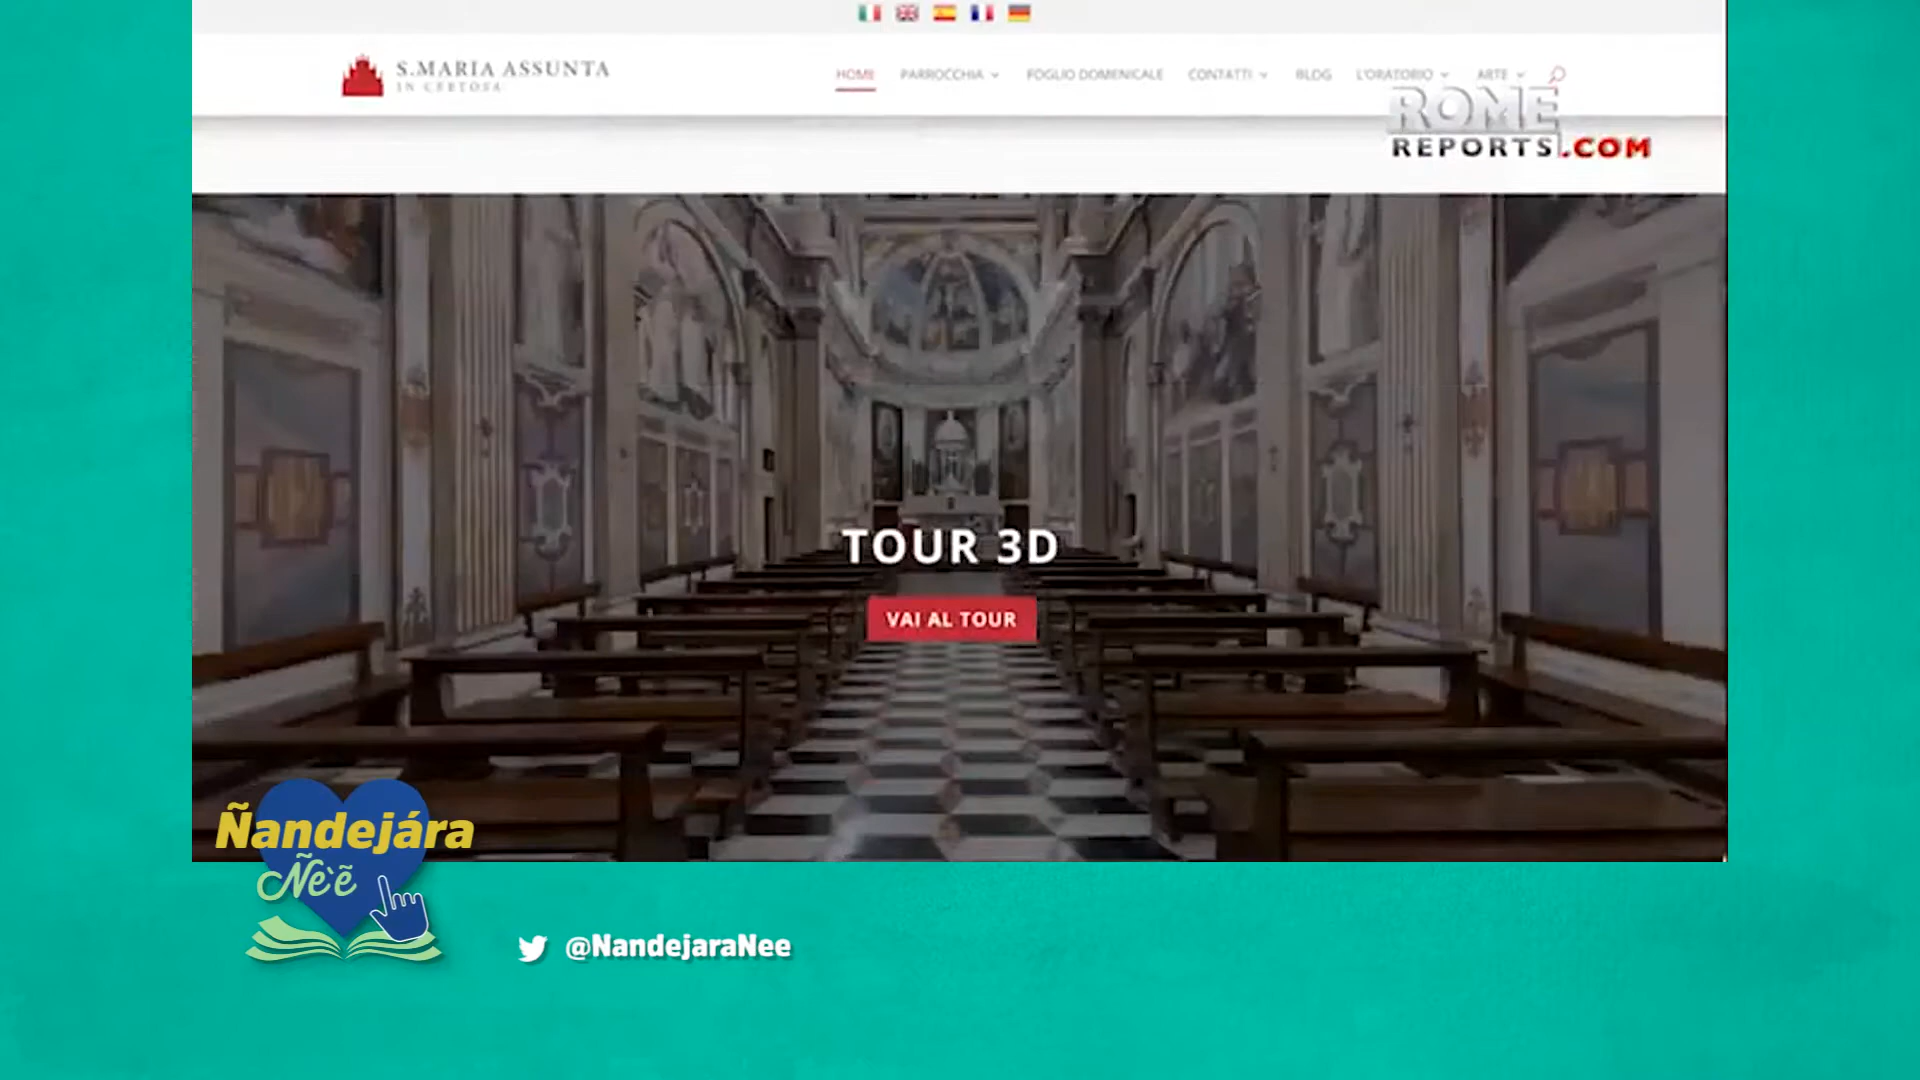 S.MARIA ASSUNTA
IN CERTOSA
HOME PARROCCHIA FOGLIO DOMENICALE CONTATTI BLOG L'ORATORIO ARTE
ROME
REPORTS.COM
TOUR 3D
VAI AL TOUR
Ñandejára
Ñe'ẽ
@NandejaraNee